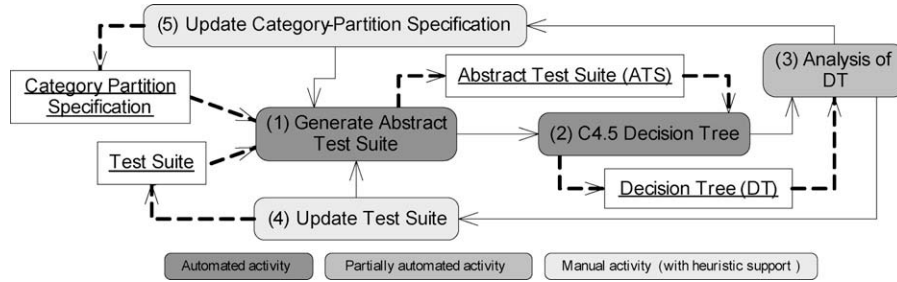 (5) Update Category-Partition Specification
Category Partition
Specification
Abstract Test Suite (ATS)
(3) Analysis of
DT
(1) Generate Abstract
Test Suite
(2) C4.5 Decision Tree
Test Suite
Decision Tree (DT)
(4) Update Test Suite
Automated activity
Partially automated activity
Manual activity (with heuristic support )